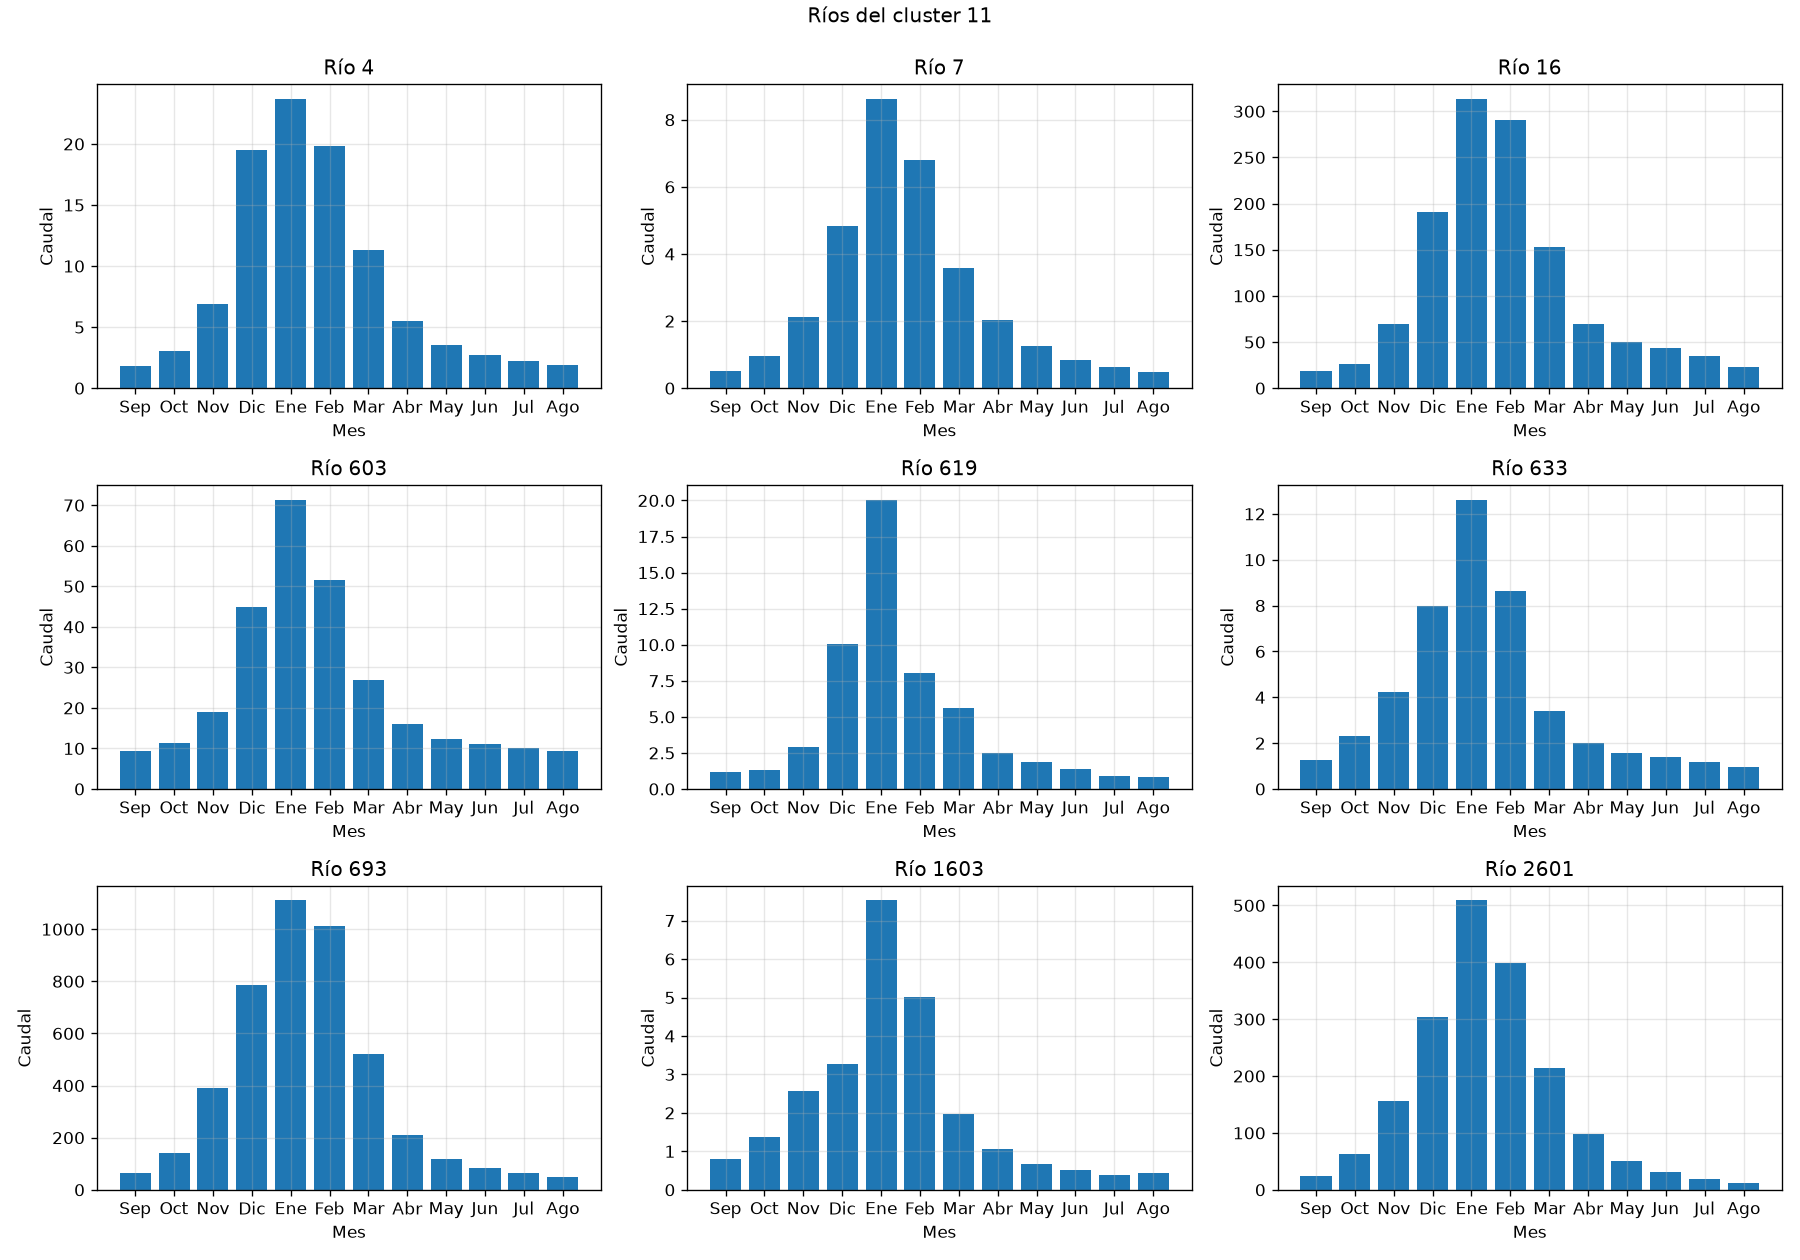 Ríos del cluster 11
Río 4
Caudal
20
15
10
5
0
Sep Oct Nov Dic Ene Feb Mar Abr May Jun Jul Ago
Mes
Río 7
Caudal
8
6
4
2
0
Sep Oct Nov Dic Ene Feb Mar Abr May Jun Jul Ago
Mes
Río 16
Caudal
300
250
200
150
100
50
0
Sep Oct Nov Dic Ene Feb Mar Abr May Jun Jul Ago
Mes
Río 603
Caudal
70
60
50
40
30
20
10
0
Sep Oct Nov Dic Ene Feb Mar Abr May Jun Jul Ago
Mes
Río 619
Caudal
20.0
17.5
15.0
12.5
10.0
7.5
5.0
2.5
0.0
Sep Oct Nov Dic Ene Feb Mar Abr May Jun Jul Ago
Mes
Río 633
Caudal
12
10
8
6
4
2
0
Sep Oct Nov Dic Ene Feb Mar Abr May Jun Jul Ago
Mes
Río 693
Caudal
1000
800
600
400
200
0
Sep Oct Nov Dic Ene Feb Mar Abr May Jun Jul Ago
Mes
Río 1603
Caudal
7
6
5
4
3
2
1
0
Sep Oct Nov Dic Ene Feb Mar Abr May Jun Jul Ago
Mes
Río 2601
Caudal
500
400
300
200
100
0
Sep Oct Nov Dic Ene Feb Mar Abr May Jun Jul Ago
Mes